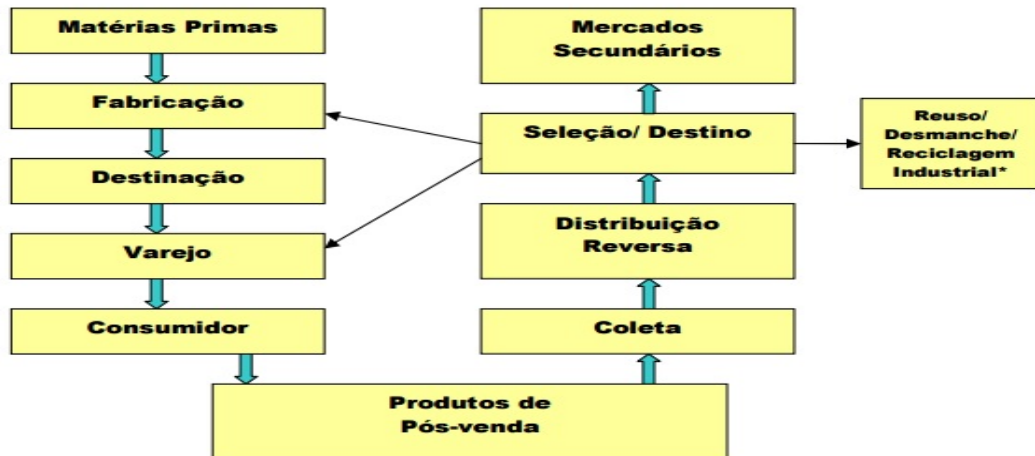 Matérias Primas
Fabricação
Destinação
Varejo
Consumidor
Produtos de
Pós-venda
Coleta
Distribuição
Reversa
Seleção/ Destino
Mercados
Secundários
Reuso/
Desmanche/
Reciclagem
Industrial*